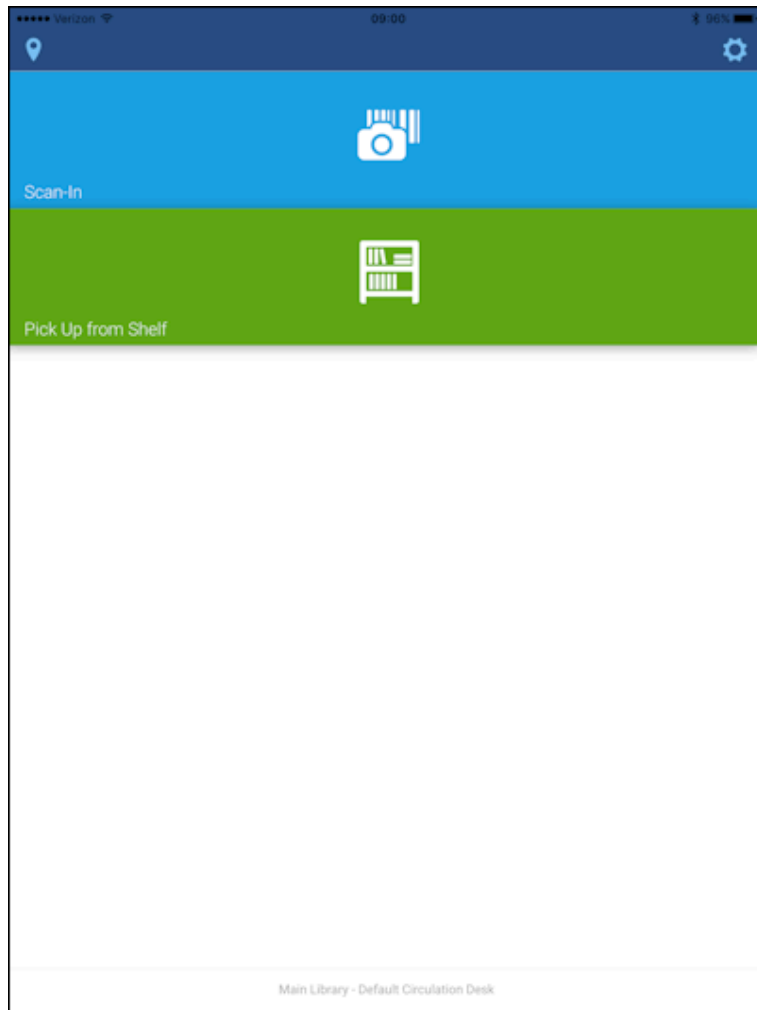 Verizon 09:00 96%
Scan-In
Pick Up from Shelf
Main Library - Default Circulation Desk